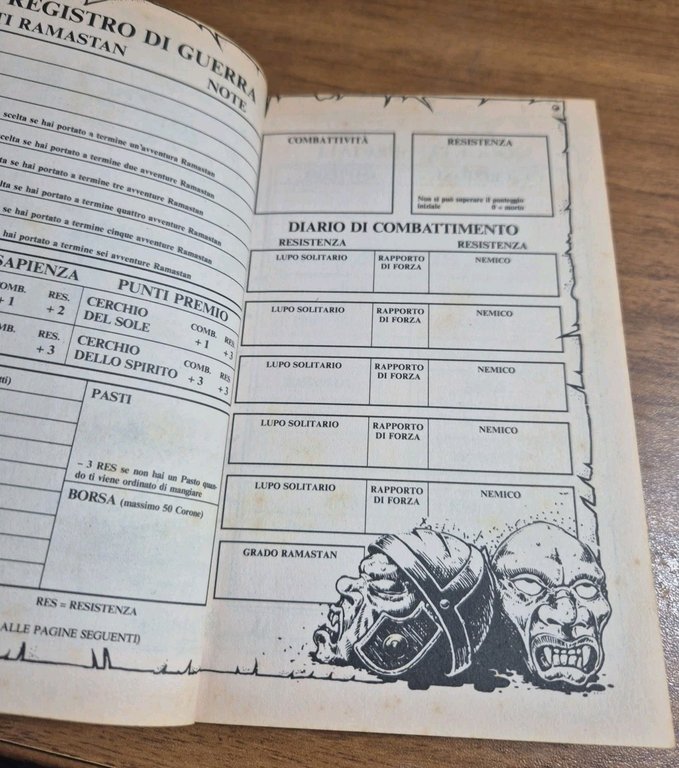 REGISTRO DI GUERRA
TI RAMASTAN
NOTE
scelta se hai portato a termine un'avventura Ramastan
scelta se hai portato a termine due avventure Ramastan
ta se hai portato a termine tre avventure Ramastan
se hai portato a termine quattro avventure Ramastan
se hai portato a termine cinque avventure Ramastan
hai portato a termine sei avventure Ramastan
SAPIENZA
PUNTI PREMIO
COMB. RES.
+ 1 + 2
CERCHIO
DEL SOLE
COMB. RES.
+ 1 + 3
MB. RES.
+ 3
CERCHIO
DELLO SPIRITO
COMB. RES
+ 3 + 3
tti)
PASTI
– 3 RES se non hai un Pasto quan-
do ti viene ordinato di mangiare
BORSA (massimo 50 Corone)
RES = RESISTENZA
ALLE PAGINE SEGUENTI)
COMBATTIVITÀ
RESISTENZA
Non si può superare il punteggio
iniziale 0 = morto
DIARIO DI COMBATTIMENTO
RESISTENZA RESISTENZA
LUPO SOLITARIO
RAPPORTO
DI FORZA
NEMICO
LUPO SOLITARIO
RAPPORTO
DI FORZA
NEMICO
LUPO SOLITARIO
RAPPORTO
DI FORZA
NEMICO
LUPO SOLITARIO
RAPPORTO
DI FORZA
NEMICO
LUPO SOLITARIO
RAPPORTO
DI FORZA
NEMICO
GRADO RAMASTAN